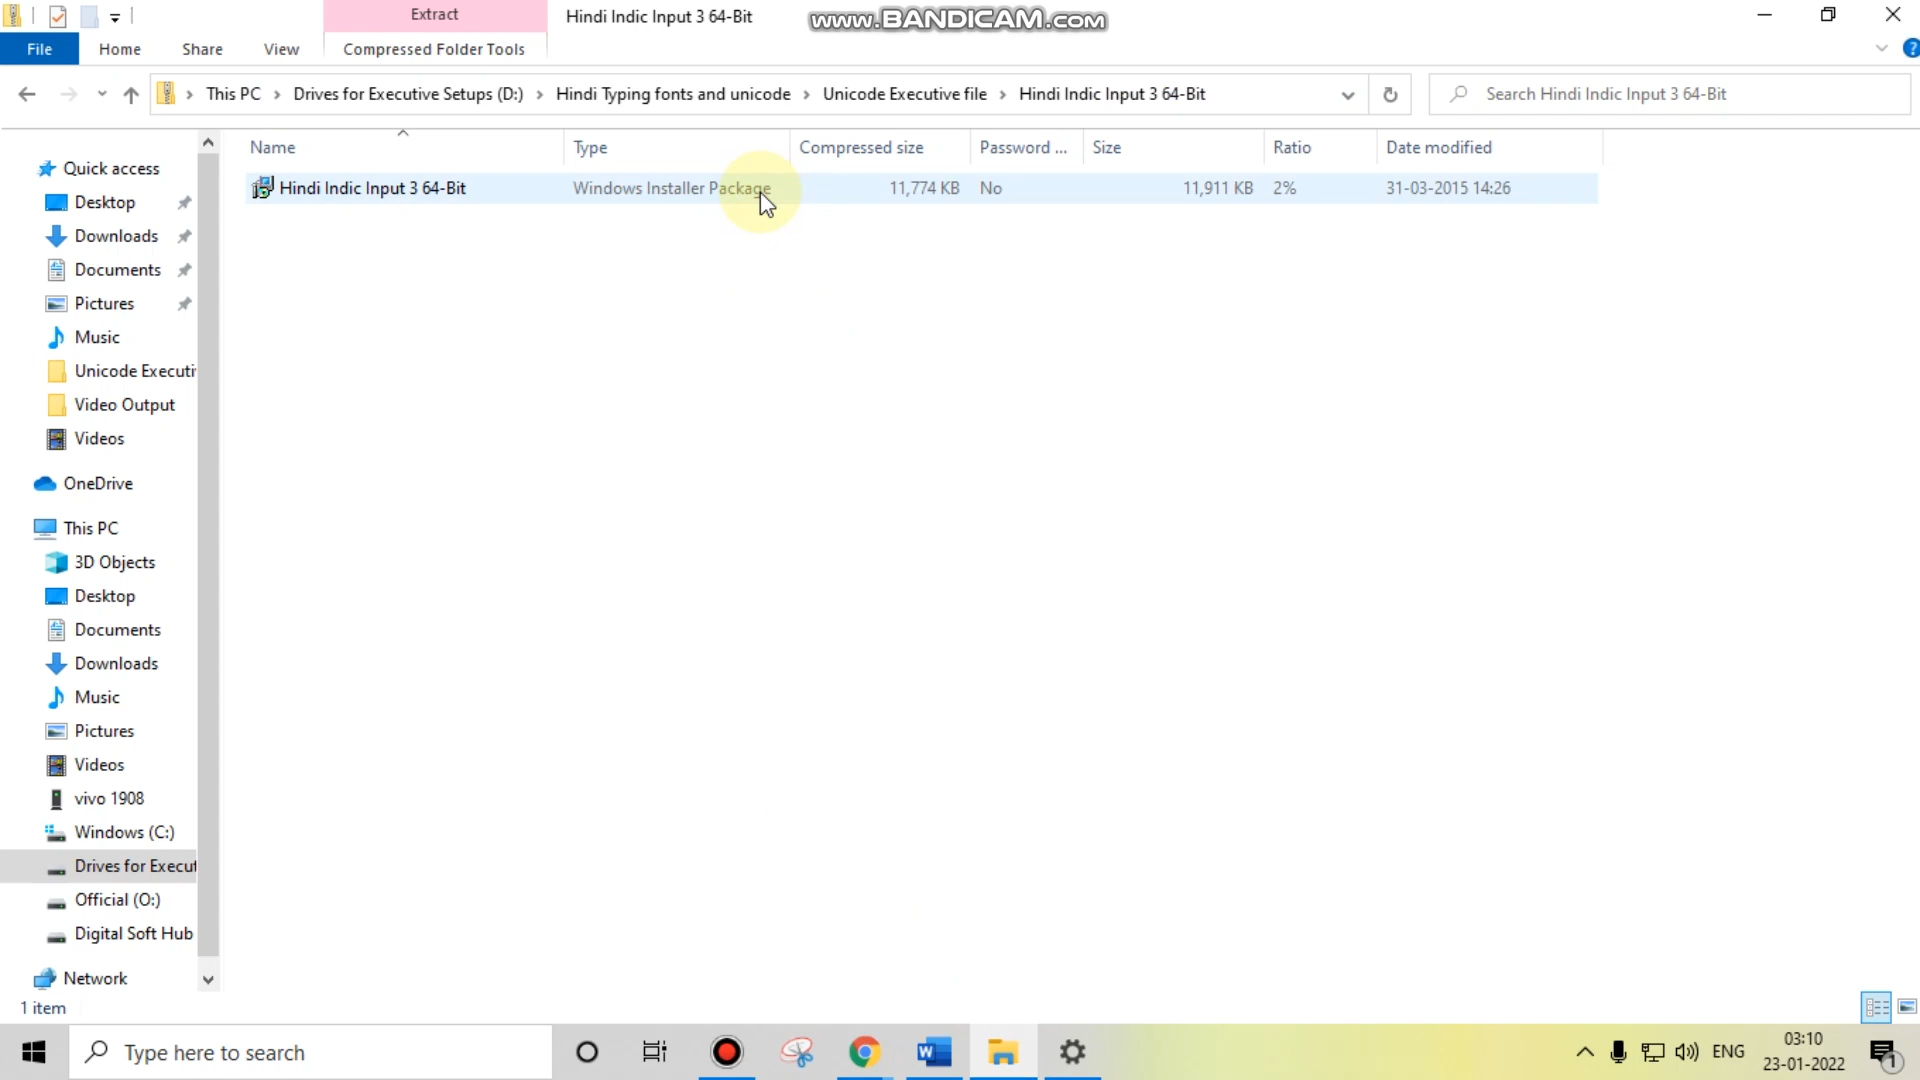 Extract
Hindi Indic Input 3 64-Bit
www.BANDICAM.com
File
Home
Share
View
Compressed Folder Tools
This PC
Drives for Executive Setups (D:)
Hindi Typing fonts and unicode
Unicode Executive file
Hindi Indic Input 3 64-Bit
Search Hindi Indic Input 3 64-Bit
Name
Type
Compressed size
Password ...
Size
Ratio
Date modified
Hindi Indic Input 3 64-Bit
Windows Installer Package
11,774 KB
No
11,911 KB
2%
31-03-2015 14:26
Quick access
Desktop
Downloads
Documents
Pictures
Music
Unicode Executi
Video Output
Videos
OneDrive
This PC
3D Objects
Desktop
Documents
Downloads
Music
Pictures
Videos
vivo 1908
Windows (C:)
Drives for Execut
Official (O:)
Digital Soft Hub
Network
1 item
Type here to search
ENG
03:10
23-01-2022
1